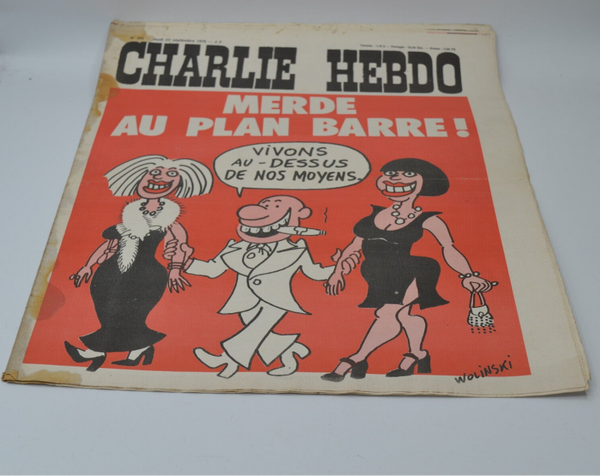 CHARLIE HEBDO
MERDE
AU PLAN BARRE !
VIVONS
AU-DESSUS
DE NOS MOYENS.
WOLINSKI